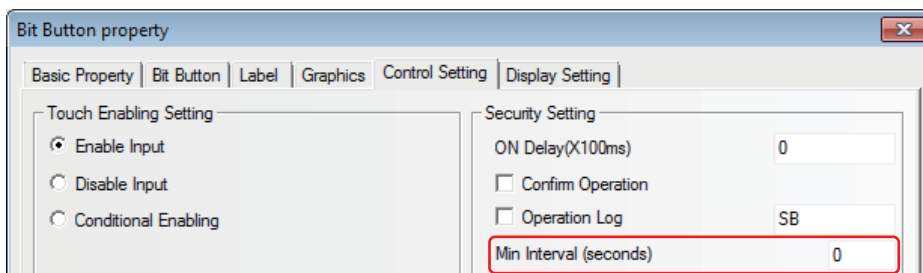 Bit Button property
Basic Property Bit Button Label Graphics Control Setting Display Setting
Touch Enabling Setting
Enable Input
Disable Input
Conditional Enabling
Security Setting
ON Delay(X100ms) 0
Confirm Operation
Operation Log SB
Min Interval (seconds) 0